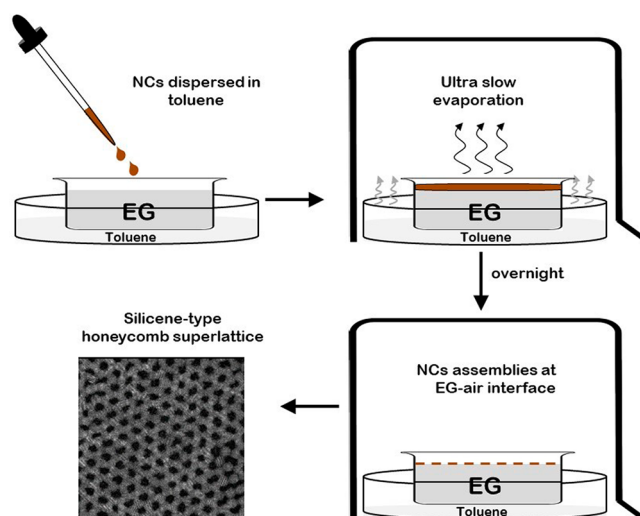 NCs dispersed in
toluene
EG
Toluene
Ultra slow
evaporation
EG
Toluene
overnight
Silicene-type
honeycomb superlattice
NCs assemblies at
EG-air interface
EG
Toluene